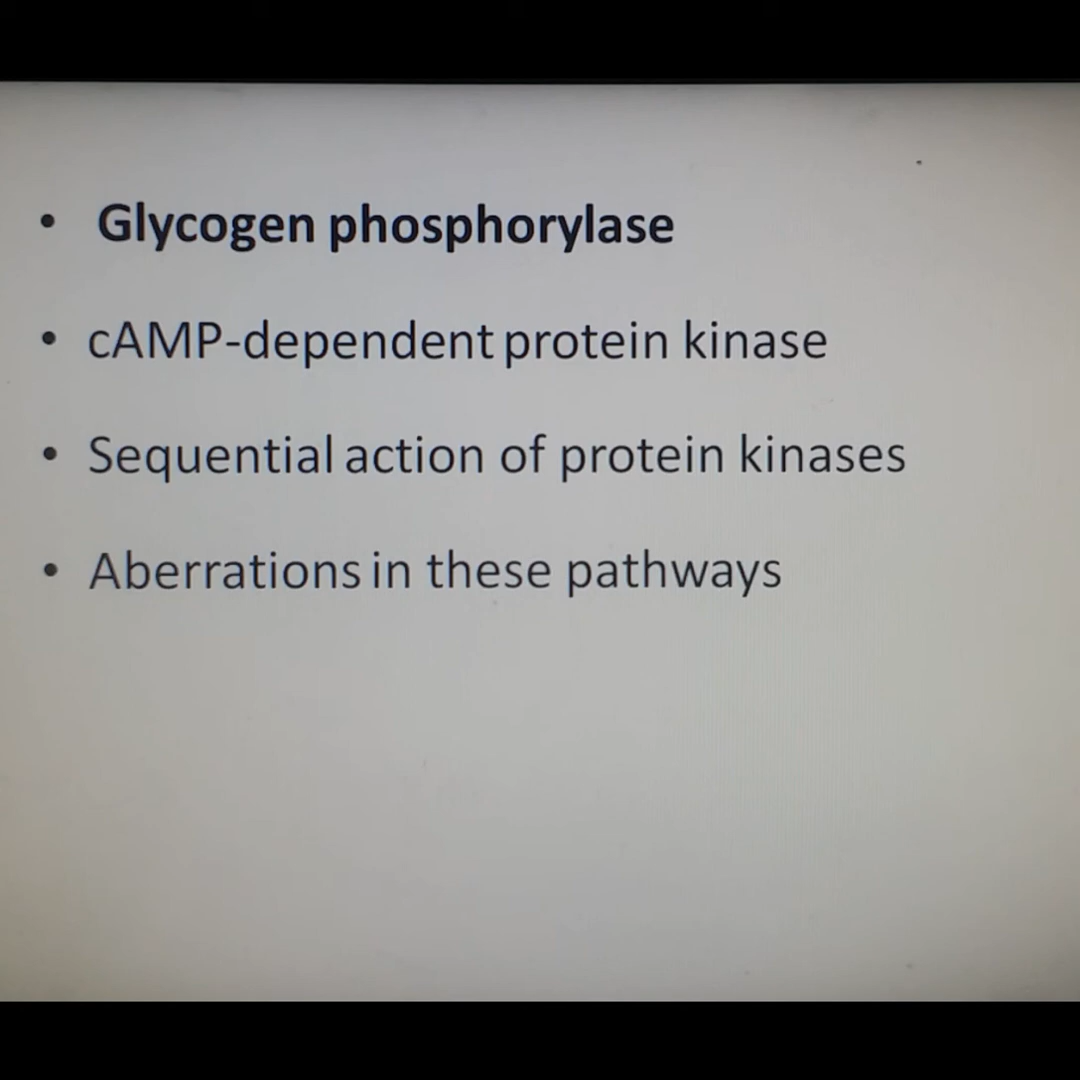 • Glycogen phosphorylase
• cAMP-dependent protein kinase
• Sequential action of protein kinases
• Aberrations in these pathways